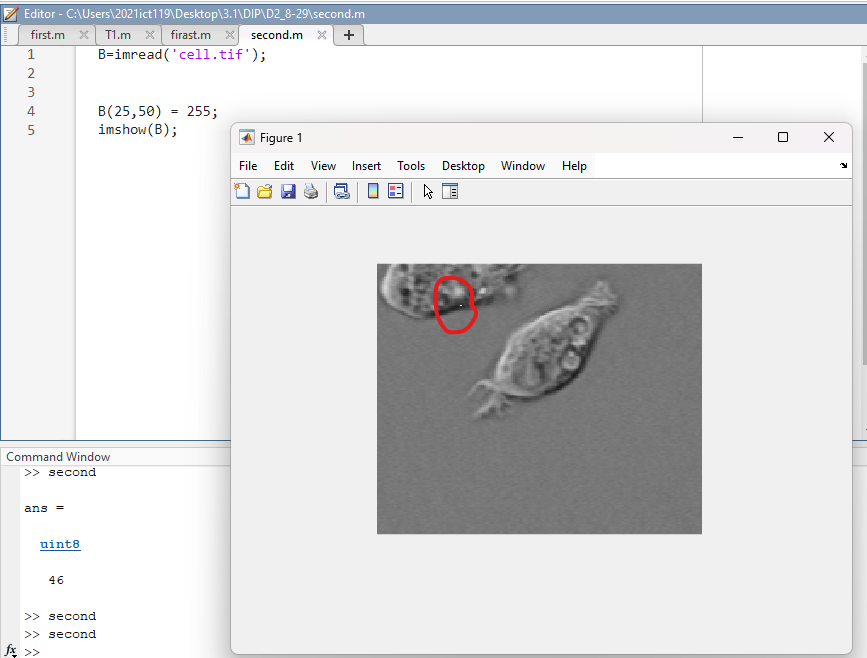 Editor - C:\Users\2021ict119\Desktop\3.1\DIP\D2_8-29\second.m
first.m T1.m firast.m second.m +
1 B=imread('cell.tif');
2
3
4 B(25,50) = 255;
5 imshow(B);
Figure 1
File Edit View Insert Tools Desktop Window Help
Command Window
>> second
ans =
uint8
46
>> second
>> second
fx >>